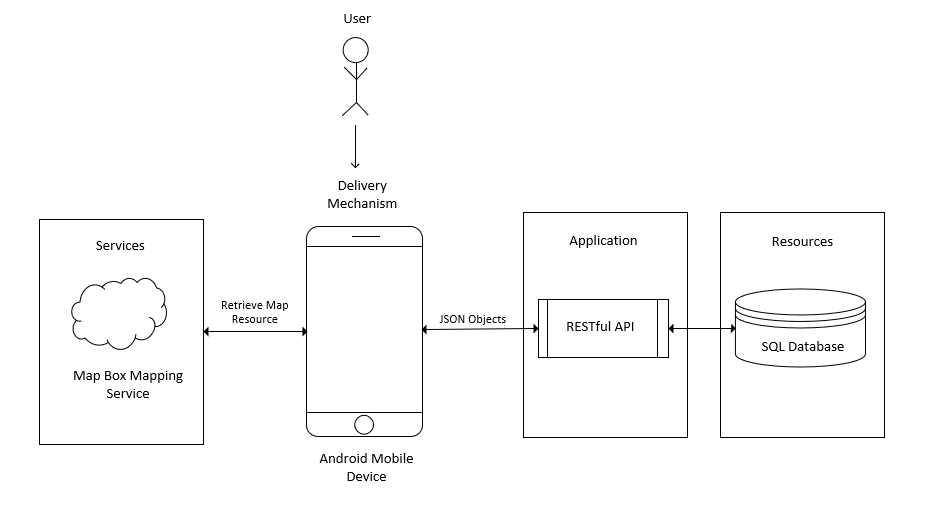 User
Delivery
Mechanism
Services
Map Box Mapping
Service
Retrieve Map
Resource
Android Mobile
Device
JSON Objects
Application
RESTful API
Resources
SQL Database